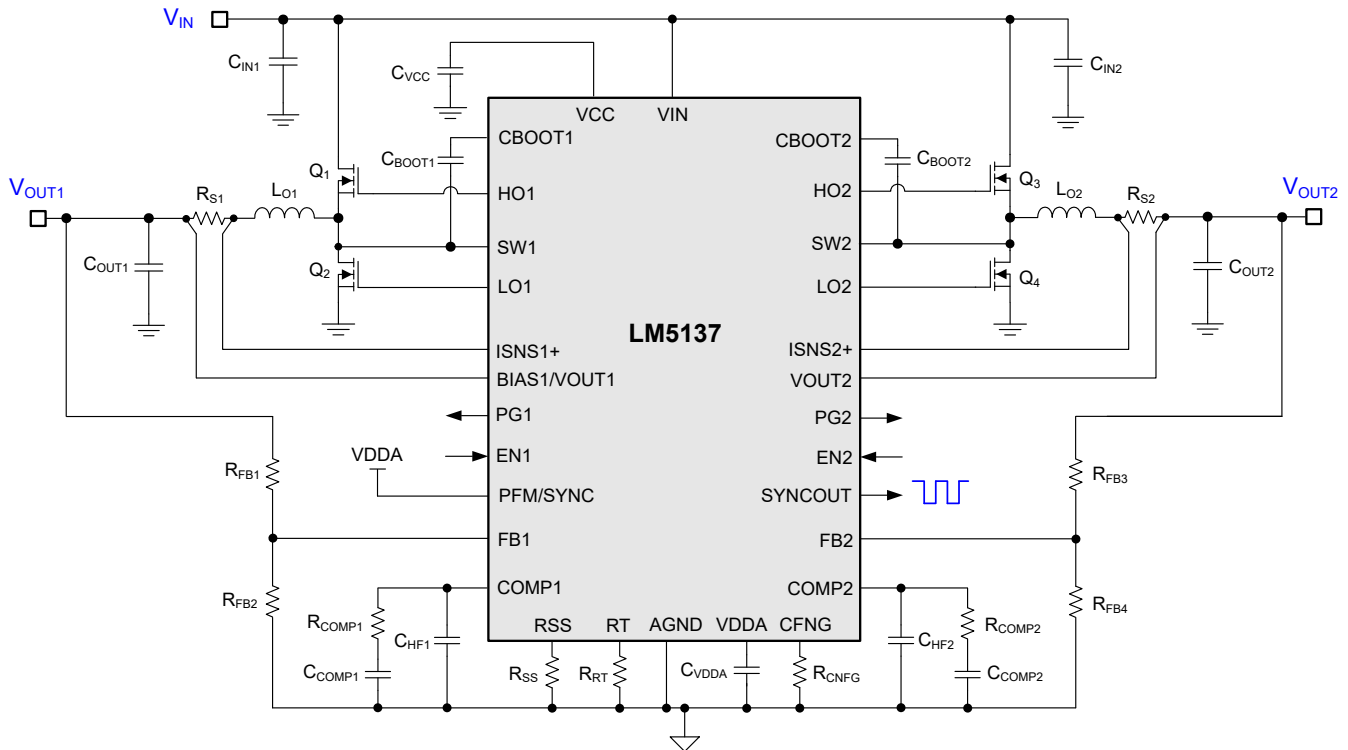 VIN
CIN1
CVCC
CIN2
VCC
VIN
CBOOT1
CBOOT2
CBOOT1
CBOOT2
Q1
Q3
VOUT1
RS1
LO1
HO1
HO2
LO2
RS2
VOUT2
SW1
SW2
COUT1
Q2
Q4
COUT2
LO1
LO2
LM5137
ISNS1+
ISNS2+
BIAS1/VOUT1
VOUT2
PG1
PG2
VDDA
EN1
EN2
RFB1
RFB3
PFM/SYNC
SYNCOUT
FB1
FB2
COMP1
COMP2
RFB2
RFB4
RCOMP1
RCOMP2
CHF1
CHF2
RSS
RT
AGND
VDDA
CFNG
CCOMP1
RSS
RRT
CVDDA
RCNFG
CCOMP2